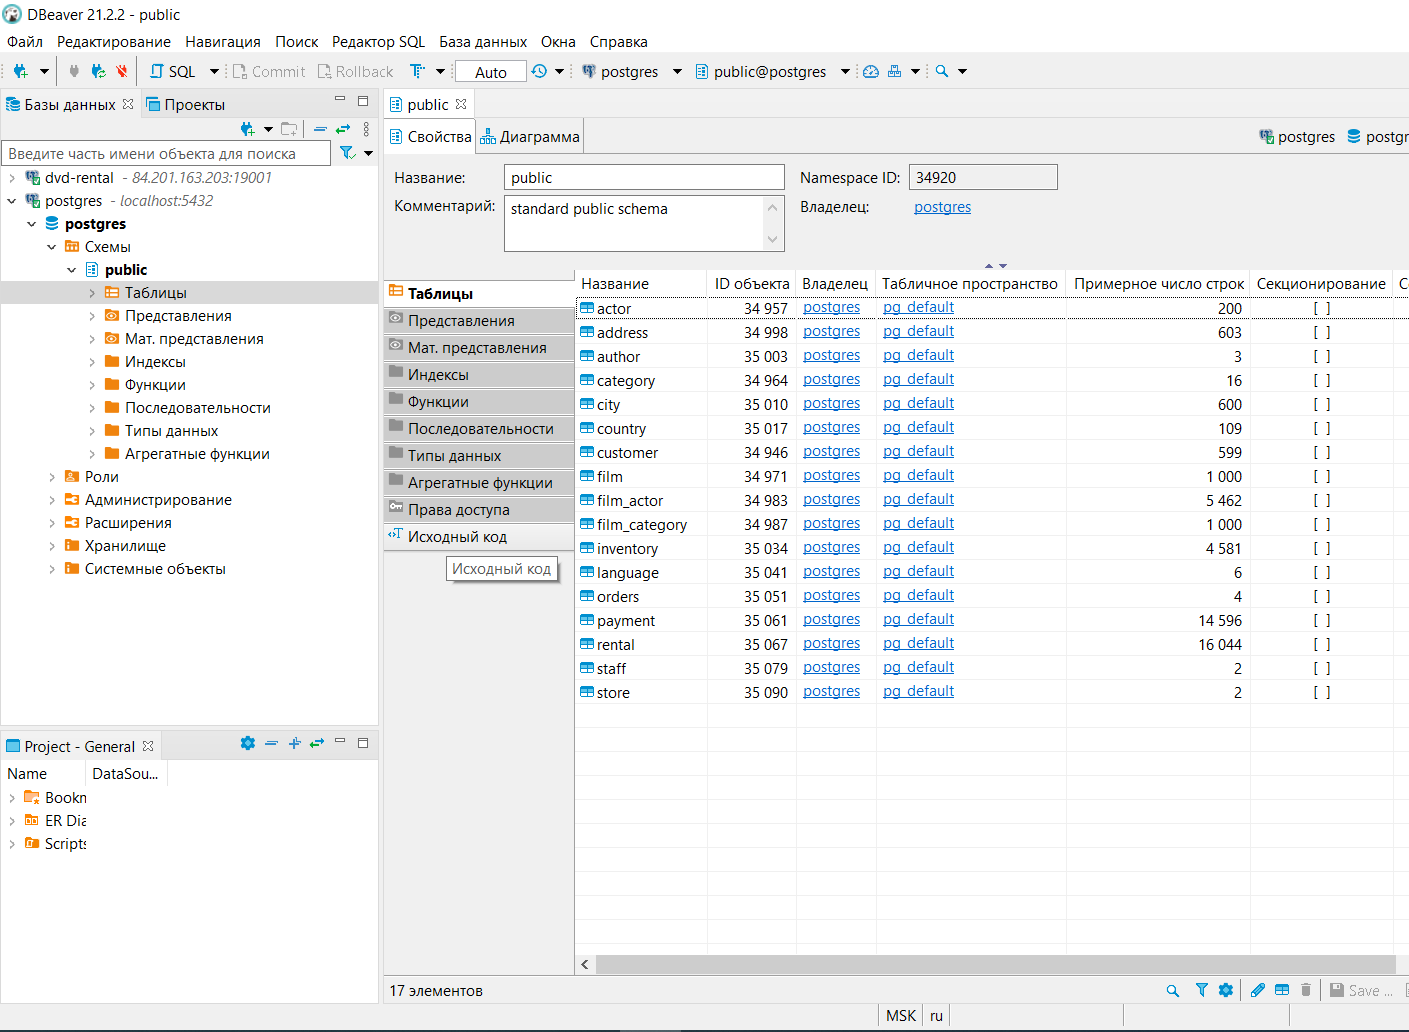 DBeaver 21.2.2 - public
Файл Редактирование Навигация Поиск Редактор SQL База данных Окна Справка
SQL Commit Rollback Auto postgres public@postgres
Базы данных Проекты
Введите часть имени объекта для поиска
dvd-rental - 84.201.163.203:19001
postgres - localhost:5432
postgres
Схемы
public
Таблицы
Представления
Мат. представления
Индексы
Функции
Последовательности
Типы данных
Агрегатные функции
Роли
Администрирование
Расширения
Хранилище
Системные объекты
Project - General
Name DataSou...
Bookn
ER Dia
Scripts
public
Свойства Диаграмма postgres postgr
Название: public Namespace ID: 34920
Комментарий: standard public schema Владелец: postgres
Таблицы
Представления
Мат. представления
Индексы
Функции
Последовательности
Типы данных
Агрегатные функции
Права доступа
Исходный код
Исходный код
Название ID объекта Владелец Табличное пространство Примерное число строк Секционирование Се
actor 34 957 postgres pg_default 200 [ ]
address 34 998 postgres pg_default 603 [ ]
author 35 003 postgres pg_default 3 [ ]
category 34 964 postgres pg_default 16 [ ]
city 35 010 postgres pg_default 600 [ ]
country 35 017 postgres pg_default 109 [ ]
customer 34 946 postgres pg_default 599 [ ]
film 34 971 postgres pg_default 1 000 [ ]
film_actor 34 983 postgres pg_default 5 462 [ ]
film_category 34 987 postgres pg_default 1 000 [ ]
inventory 35 034 postgres pg_default 4 581 [ ]
language 35 041 postgres pg_default 6 [ ]
orders 35 051 postgres pg_default 4 [ ]
payment 35 061 postgres pg_default 14 596 [ ]
rental 35 067 postgres pg_default 16 044 [ ]
staff 35 079 postgres pg_default 2 [ ]
store 35 090 postgres pg_default 2 [ ]
17 элементов Save ...
MSK ru